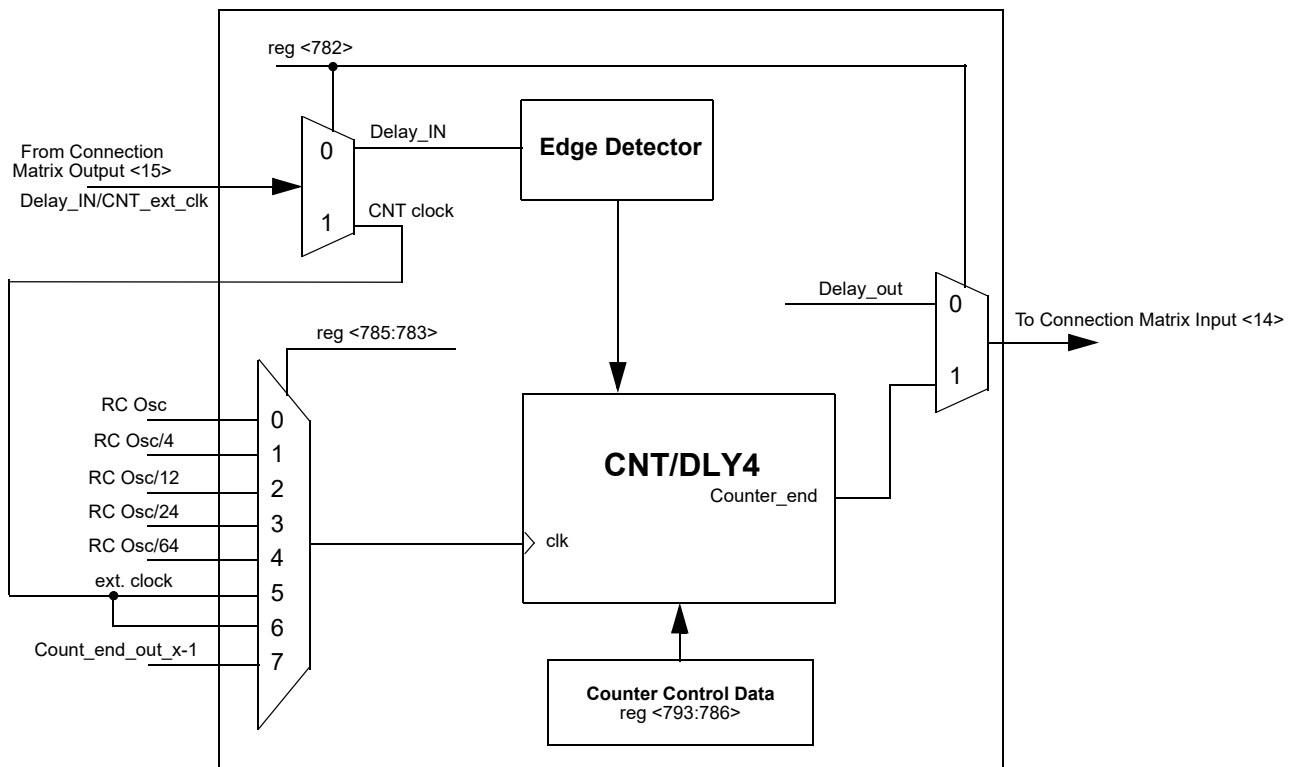 reg <782>
From Connection
Matrix Output <15>
Delay_IN/CNT_ext_clk
0
1
Delay_IN
CNT clock
Edge Detector
Delay_out
0
1
To Connection Matrix Input <14>
reg <785:783>
RC Osc
RC Osc/4
RC Osc/12
RC Osc/24
RC Osc/64
ext. clock
Count_end_out_x-1
0
1
2
3
4
5
6
7
CNT/DLY4
Counter_end
clk
Counter Control Data
reg <793:786>